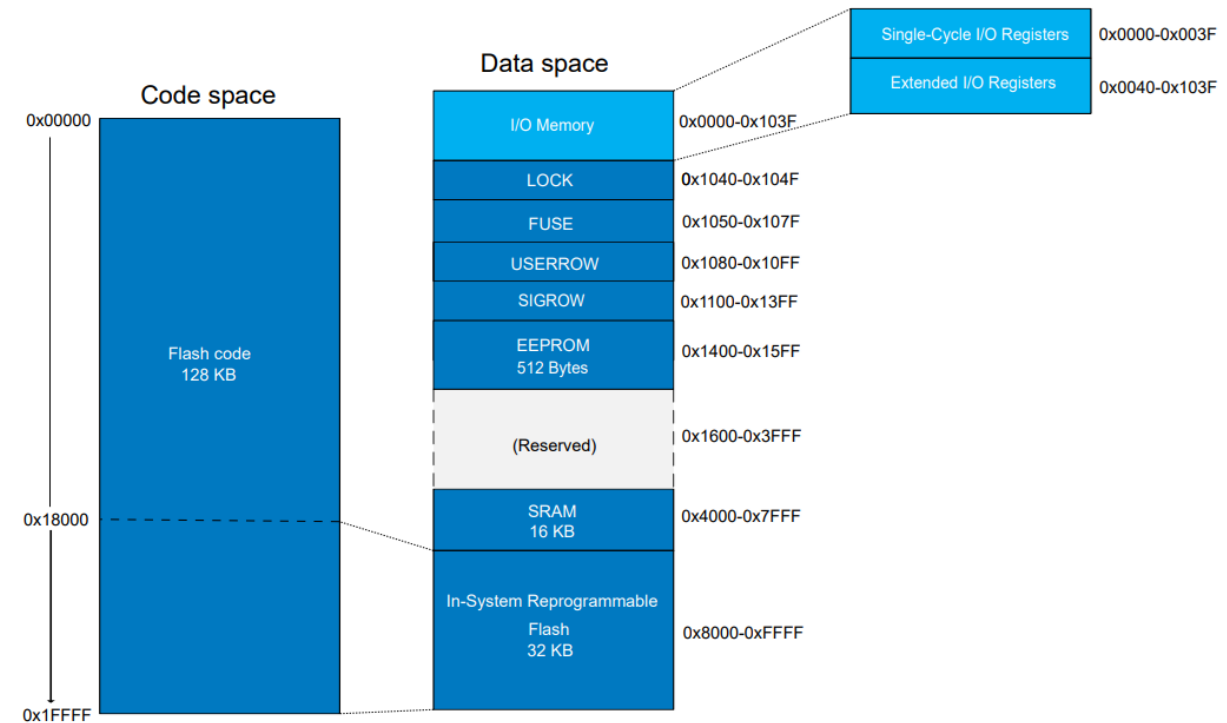 Code space
0x00000
Flash code
128 KB
0x18000
0x1FFFF
Data space
I/O Memory
0x0000-0x103F
LOCK
0x1040-0x104F
FUSE
0x1050-0x107F
USERROW
0x1080-0x10FF
SIGROW
0x1100-0x13FF
EEPROM
512 Bytes
0x1400-0x15FF
(Reserved)
0x1600-0x3FFF
SRAM
16 KB
0x4000-0x7FFF
In-System Reprogrammable
Flash
32 KB
0x8000-0xFFFF
Single-Cycle I/O Registers
0x0000-0x003F
Extended I/O Registers
0x0040-0x103F